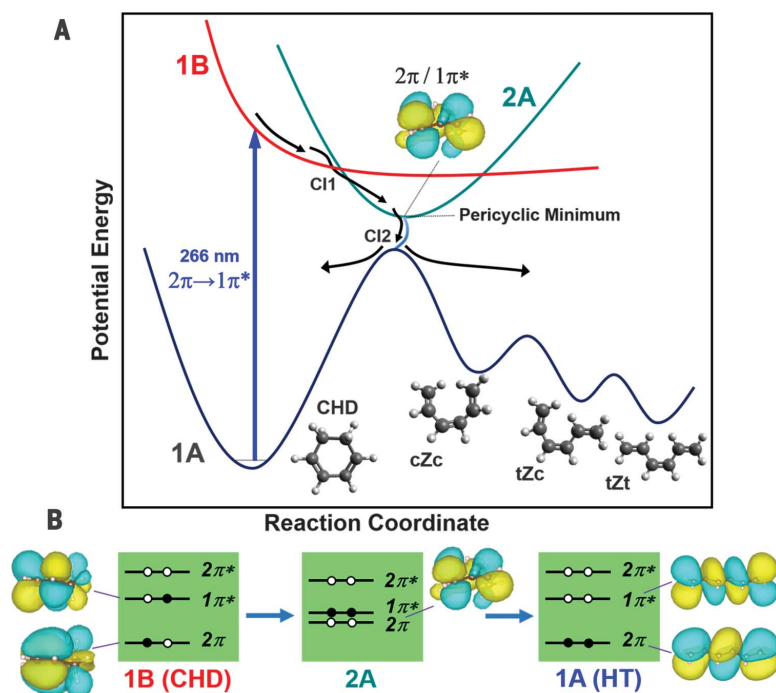 A
1B
2π / 1π*
2A
CI1
Pericyclic Minimum
CI2
266 nm
2π→1π*
Potential Energy
CHD
1A
cZc
tZc
tZt
Reaction Coordinate
B
2π*
1π*
2π
1B (CHD)
2π*
1π*
2π
2A
2π*
1π*
2π
1A (HT)